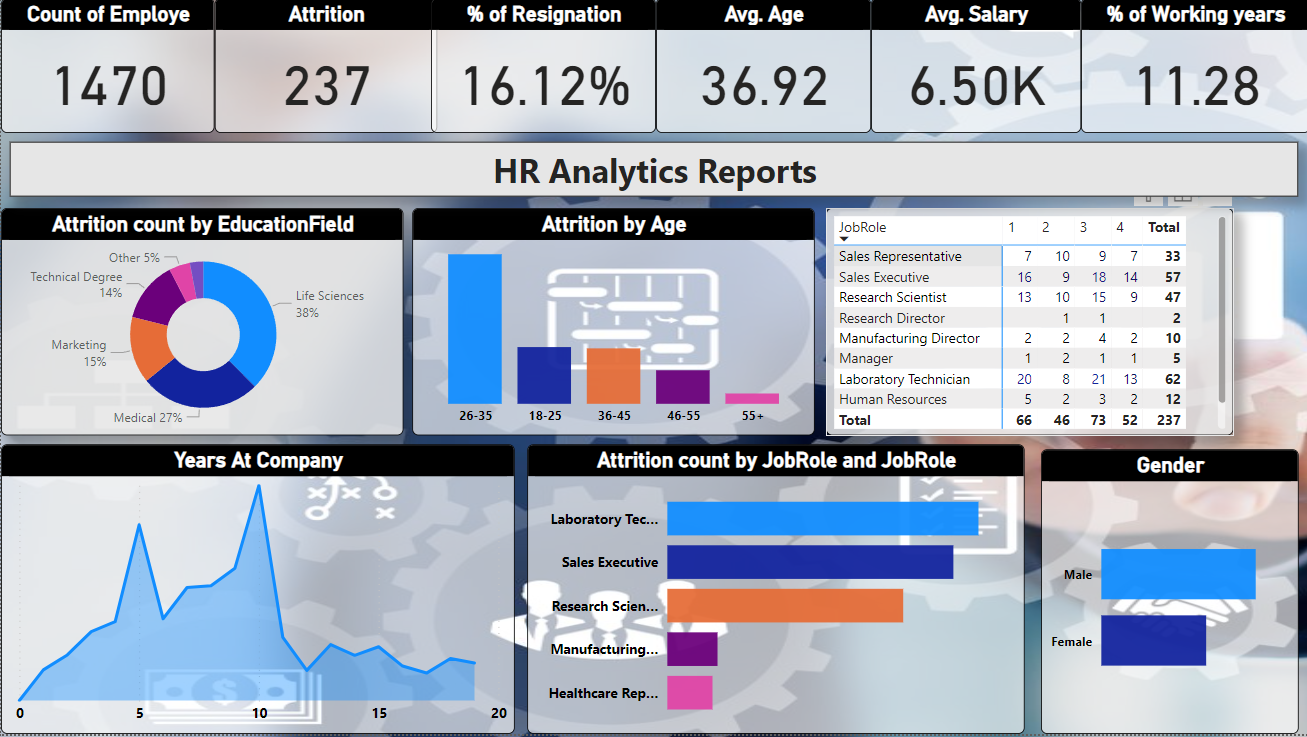 Count of Employe
Attrition
% of Resignation
Avg. Age
Avg. Salary
% of Working years
1470
237
16.12%
36.92
6.50K
11.28
HR Analytics Reports
Attrition count by EducationField
Other 5%
Technical Degree
14%
Life Sciences
38%
Marketing
15%
Medical 27%
Attrition by Age
26-35
18-25
36-45
46-55
55+
JobRole 1 2 3 4 Total
Sales Representative 7 10 9 7 33
Sales Executive 16 9 18 14 57
Research Scientist 13 10 15 9 47
Research Director 1 1 2
Manufacturing Director 2 2 4 2 10
Manager 1 2 1 1 5
Laboratory Technician 20 8 21 13 62
Human Resources 5 2 3 2 12
Total 66 46 73 52 237
Years At Company
0 5 10 15 20
Attrition count by JobRole and JobRole
Laboratory Tec...
Sales Executive
Research Scien...
Manufacturing...
Healthcare Rep...
Gender
Male
Female